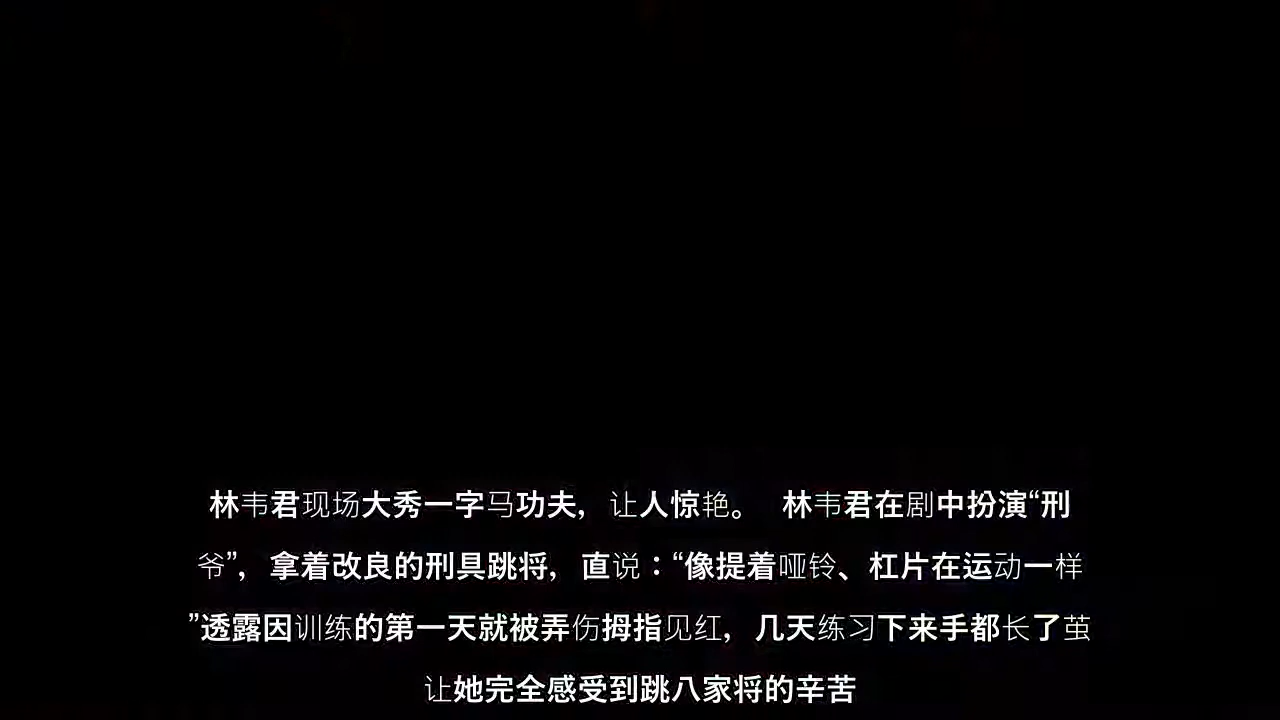 林韦君现场大秀一字马功夫，让人惊艳。 林韦君在剧中扮演“刑
爷”，拿着改良的刑具跳将，直说：“像提着哑铃、杠片在运动一样
”透露因训练的第一天就被弄伤拇指见红，几天练习下来手都长了茧
让她完全感受到跳八家将的辛苦